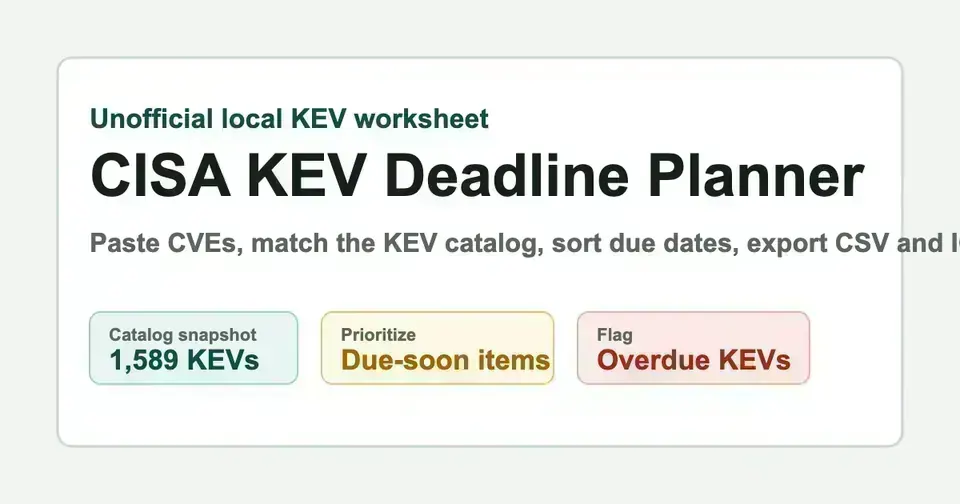 Unofficial local KEV worksheet
CISA KEV Deadline Planner
Paste CVEs, match the KEV catalog, sort due dates, export CSV and
Catalog snapshot
1,589 KEVs
Prioritize
Due-soon items
Flag
Overdue KEVs